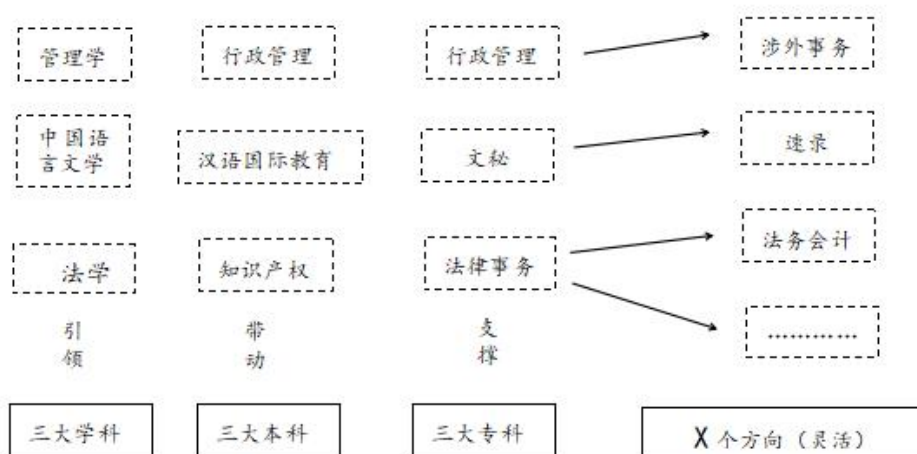 管理学
行政管理
行政管理
涉外事务
中国语
言文学
汉语国际教育
文秘
速录
法学
知识产权
法律事务
法务会计
…………
引
领
带
动
支
撑
三大学科
三大本科
三大专科
X个方向（灵活）